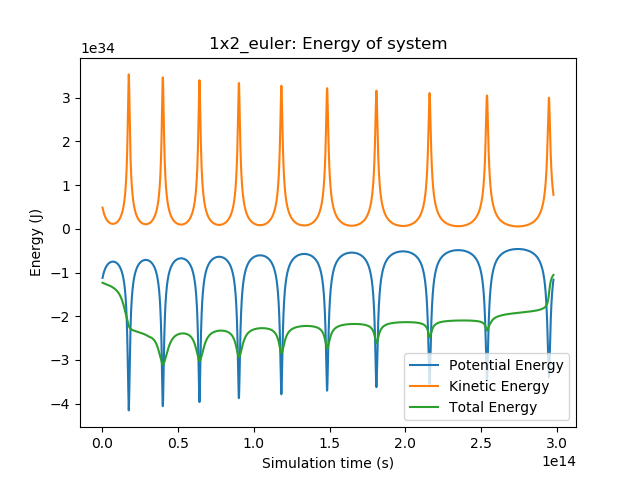 1x2_euler: Energy of system
1e34
3
2
1
0
−1
−2
−3
−4
Energy (J)
Potential Energy
Kinetic Energy
Total Energy
0.0 0.5 1.0 1.5 2.0 2.5 3.0
1e14
Simulation time (s)